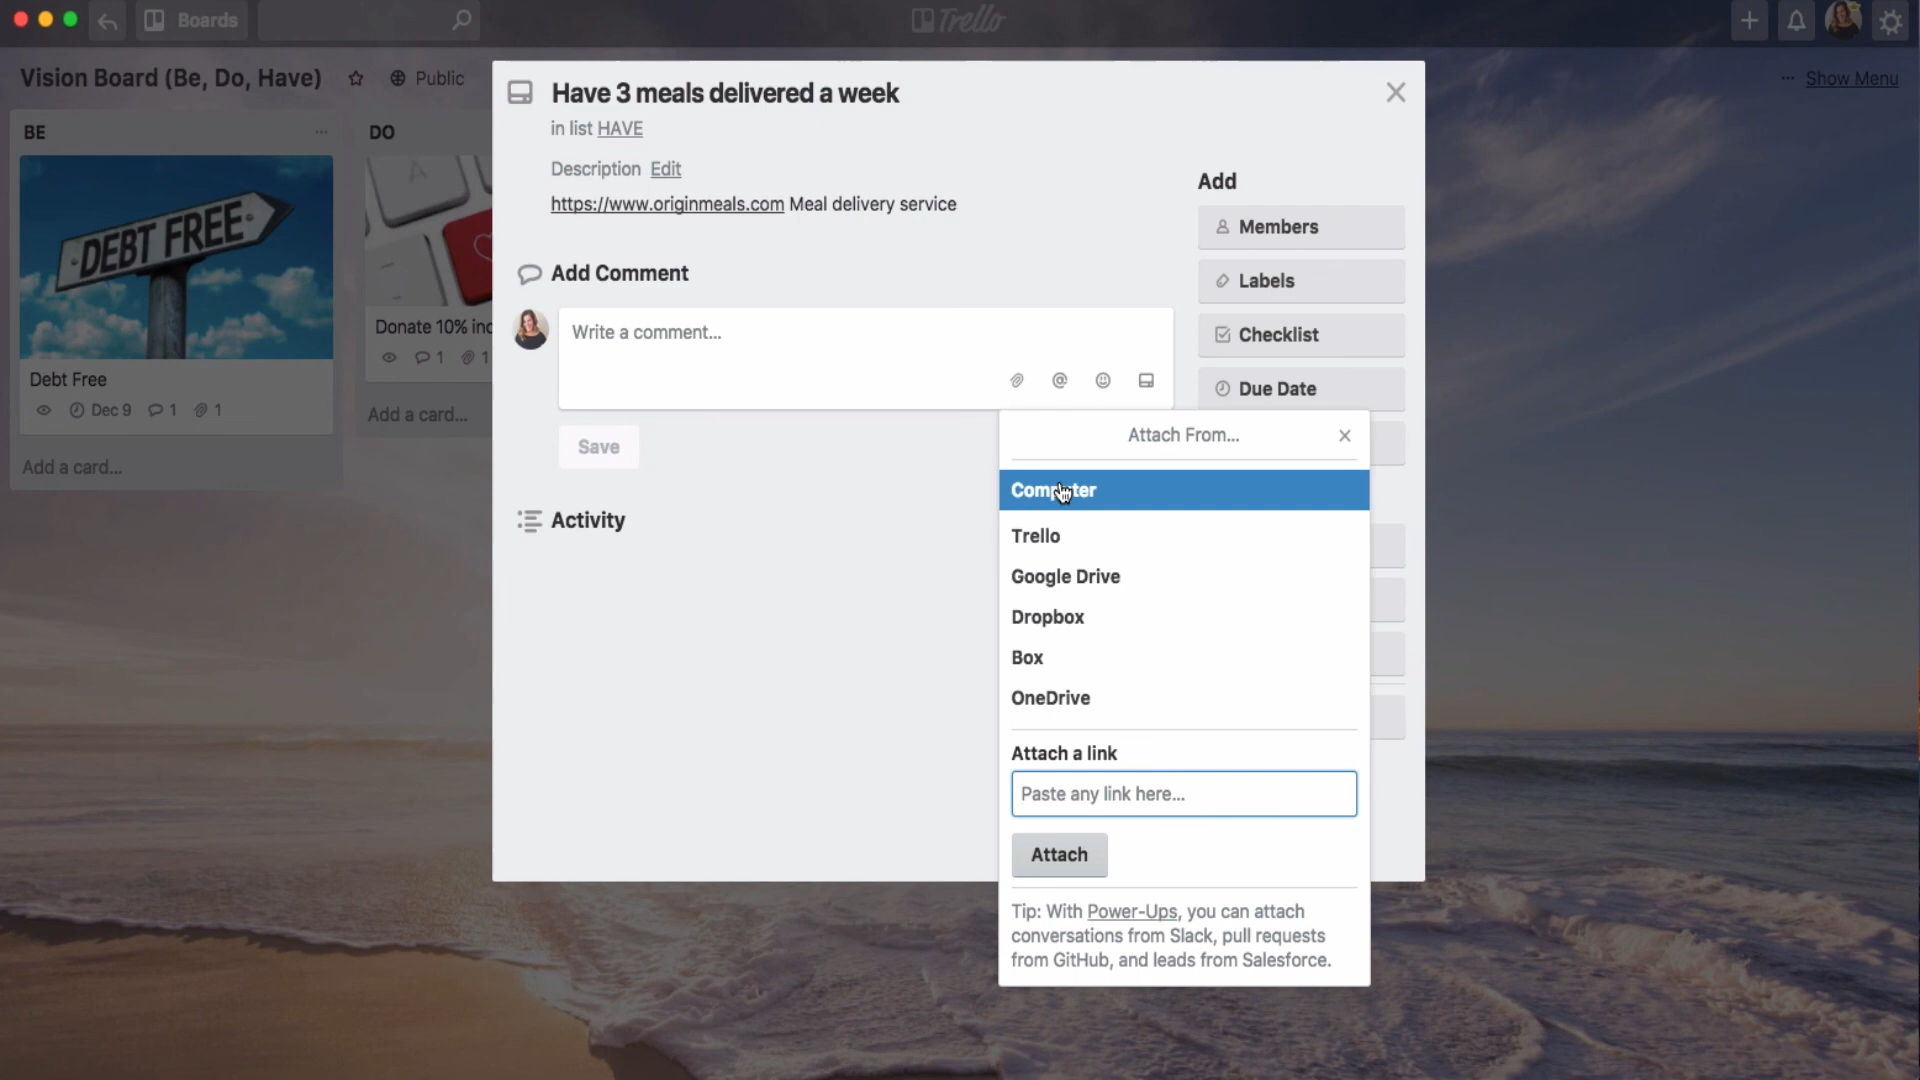 Boards
Trello
Vision Board (Be, Do, Have)
Public
... Show Menu
BE
...
DEBT FREE
Debt Free
Dec 9 1 1
Add a card...
DO
A
Donate 10% inc
1 1
Add a card...
Have 3 meals delivered a week
in list HAVE
Description Edit
https://www.originmeals.com Meal delivery service
Add Comment
Write a comment...
@
Save
Activity
Add
Members
Labels
Checklist
Due Date
Attach From...
Computer
Trello
Google Drive
Dropbox
Box
OneDrive
Attach a link
Paste any link here...
Attach
Tip: With Power-Ups, you can attach
conversations from Slack, pull requests
from GitHub, and leads from Salesforce.